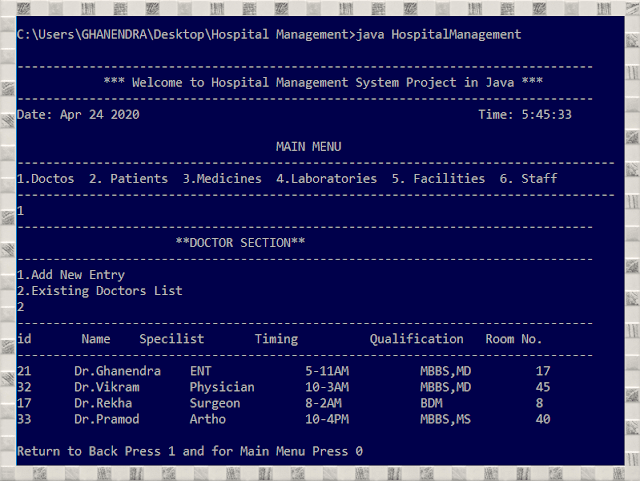 C:\Users\GHANENDRA\Desktop\Hospital Management>java HospitalManagement
--------------------------------------------------------------------------------
*** Welcome to Hospital Management System Project in Java ***
--------------------------------------------------------------------------------
Date: Apr 24 2020 Time: 5:45:33
MAIN MENU
-----------------------------------------------------------------------------------
1.Doctos 2. Patients 3.Medicines 4.Laboratories 5. Facilities 6. Staff
-----------------------------------------------------------------------------------
1
--------------------------------------------------------------------------------
**DOCTOR SECTION**
--------------------------------------------------------------------------------
1.Add New Entry
2.Existing Doctors List
2
--------------------------------------------------------------------------------
id Name Specilist Timing Qualification Room No.
--------------------------------------------------------------------------------
21 Dr.Ghanendra ENT 5-11AM MBBS,MD 17
32 Dr.Vikram Physician 10-3AM MBBS,MD 45
17 Dr.Rekha Surgeon 8-2AM BDM 8
33 Dr.Pramod Artho 10-4PM MBBS,MS 40
Return to Back Press 1 and for Main Menu Press 0